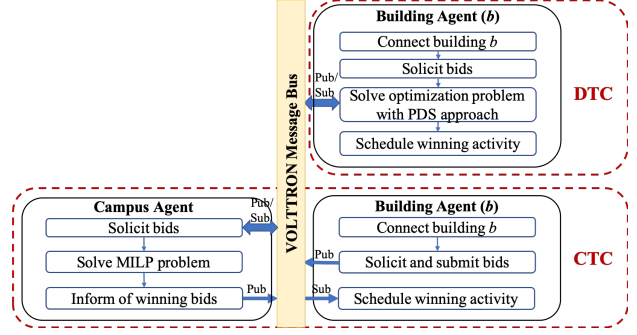 Building Agent (b)
Connect building b
Solicit bids
Pub/
Sub
Solve optimization problem
with PDS approach
DTC
Schedule winning activity
VOLTTRON Message Bus
Campus Agent
Solicit bids
Pub/
Sub
Solve MILP problem
Inform of winning bids
Pub
Building Agent (b)
Connect building b
Pub
Solicit and submit bids
CTC
Sub
Schedule winning activity